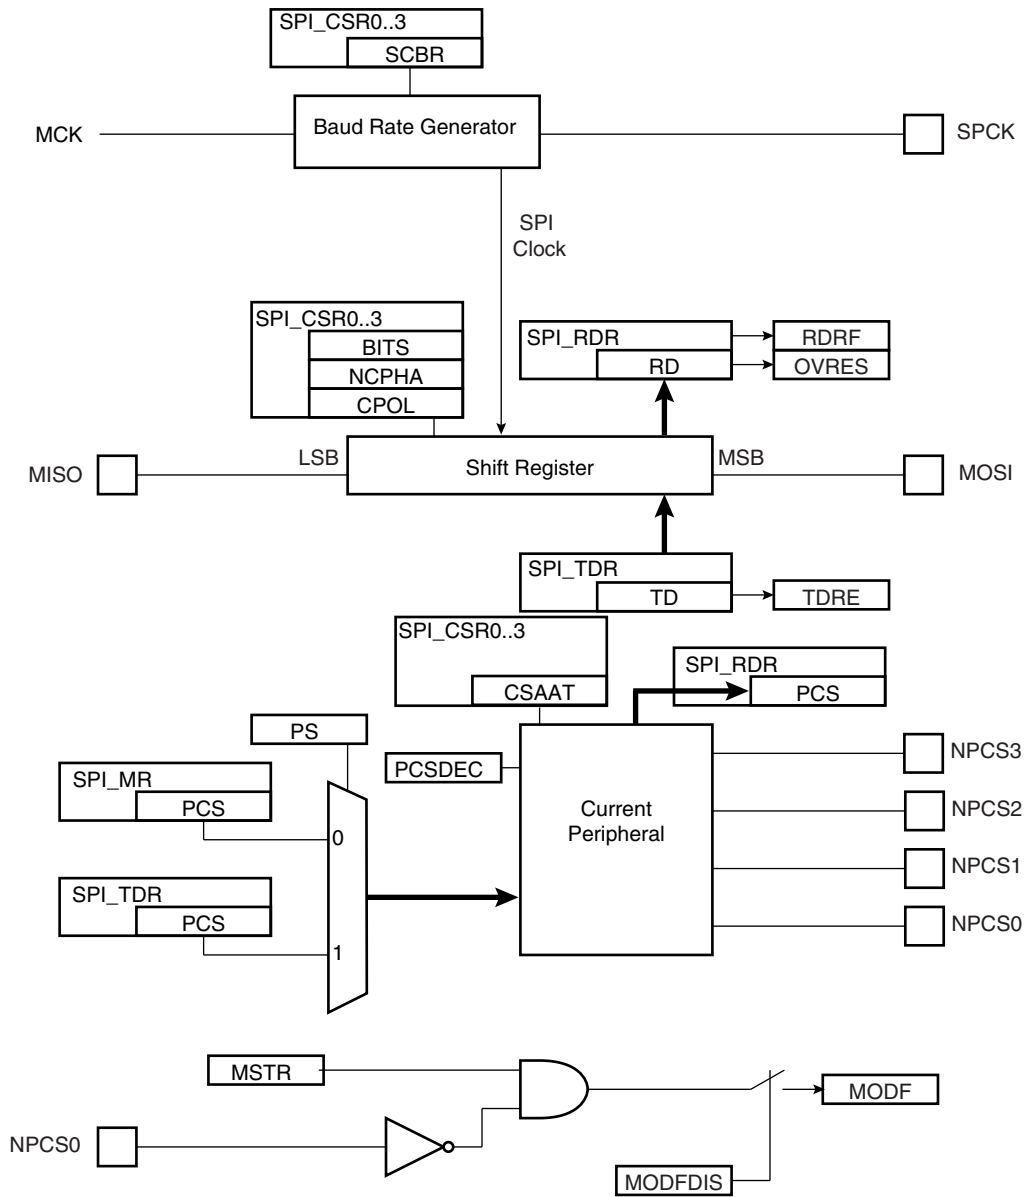 SPI_CSR0..3
SCBR
MCK
Baud Rate Generator
SPCK
SPI
Clock
SPI_CSR0..3
BITS
NCPHA
CPOL
SPI_RDR
RD
RDRF
OVRES
MISO
LSB
Shift Register
MSB
MOSI
SPI_TDR
TD
TDRE
SPI_CSR0..3
CSAAT
SPI_RDR
PCS
PS
PCSDEC
SPI_MR
PCS
0
Current
Peripheral
NPCS3
NPCS2
NPCS1
NPCS0
SPI_TDR
PCS
1
MSTR
MODF
NPCS0
MODFDIS